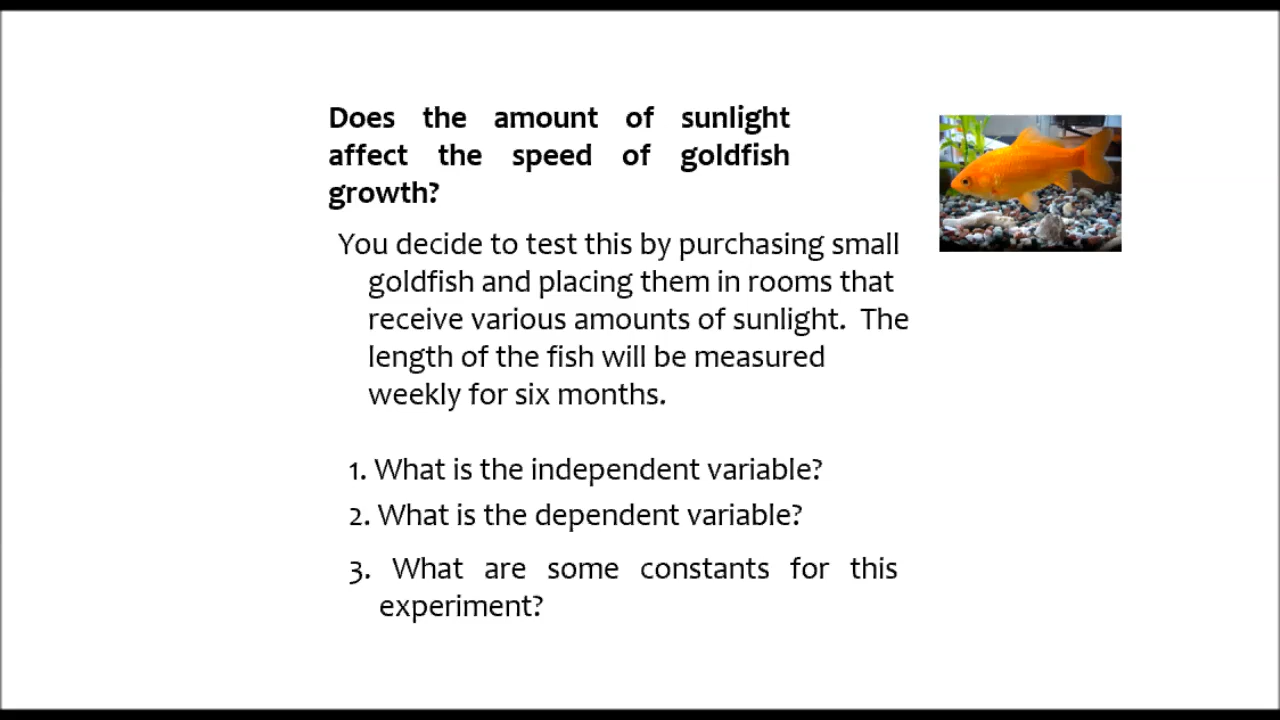 Does the amount of sunlight
affect the speed of goldfish
growth?
You decide to test this by purchasing small
goldfish and placing them in rooms that
receive various amounts of sunlight. The
length of the fish will be measured
weekly for six months.
1. What is the independent variable?
2. What is the dependent variable?
3. What are some constants for this
experiment?